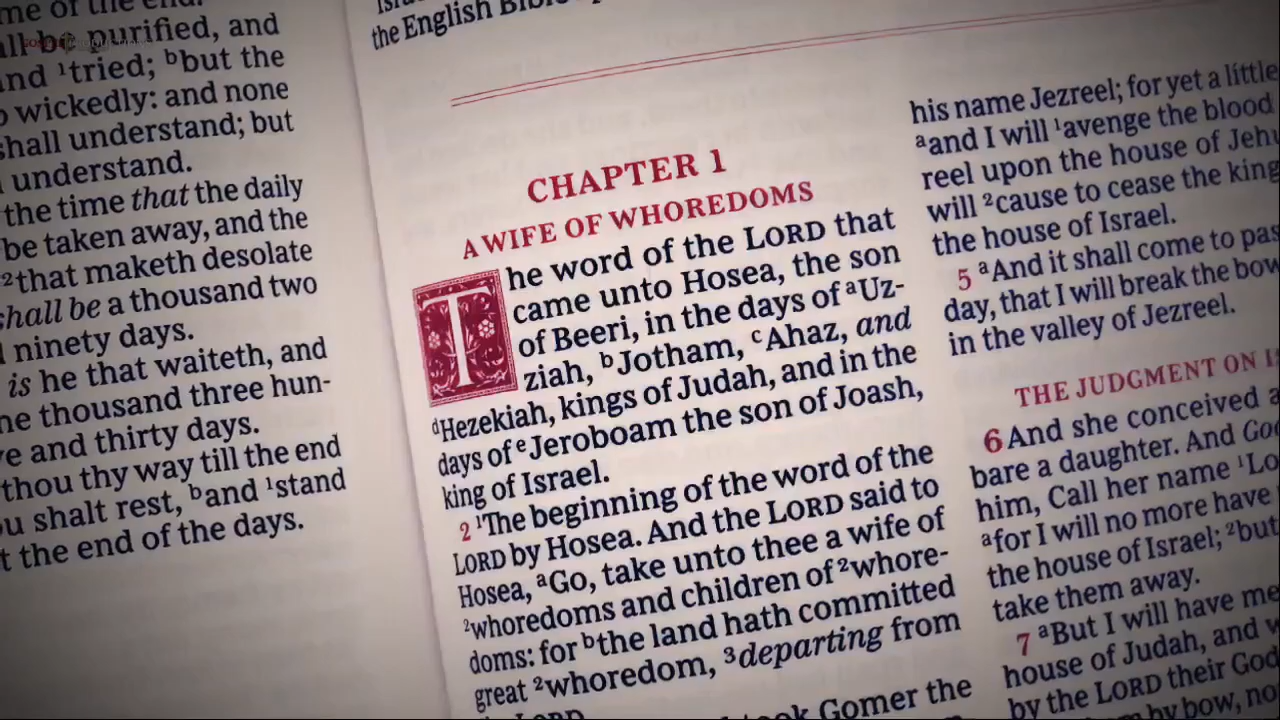 me of the end.
all be purified, and
and ¹tried; ᵇbut the
wickedly: and none
shall understand; but
understand.
the time that the daily
be taken away, and the
²that maketh desolate
shall be a thousand two
ninety days.
is he that waiteth, and
thousand three hun-
and thirty days.
thou thy way till the end
shalt rest, ᵇand ¹stand
the end of the days.
the English
CHAPTER 1
A WIFE OF WHOREDOMS
The word of the LORD that
came unto Hosea, the son
of Beeri, in the days of ᵃUz-
ziah, ᵇJotham, ᶜAhaz, and
ᵈHezekiah, kings of Judah, and in the
days of ᵉJeroboam the son of Joash,
king of Israel.
2 ¹The beginning of the word of the
LORD by Hosea. And the LORD said to
Hosea, ᵃGo, take unto thee a wife of
²whoredoms and children of ²whore-
doms: for ᵇthe land hath committed
great ²whoredom, ³departing from
Gomer the
his name Jezreel; for yet a little
ᵃand I will ¹avenge the blood
reel upon the house of Jehu
will ²cause to cease the king
the house of Israel.
5 ᵃAnd it shall come to pas
day, that I will break the bow
in the valley of Jezreel.
THE JUDGMENT ON
6 And she conceived a
bare a daughter. And God
him, Call her name ¹Lo
ᵃfor I will no more have
the house of Israel; ²but
take them away.
7 ᵃBut I will have me
house of Judah, and
by the LORD their God
by bow, no